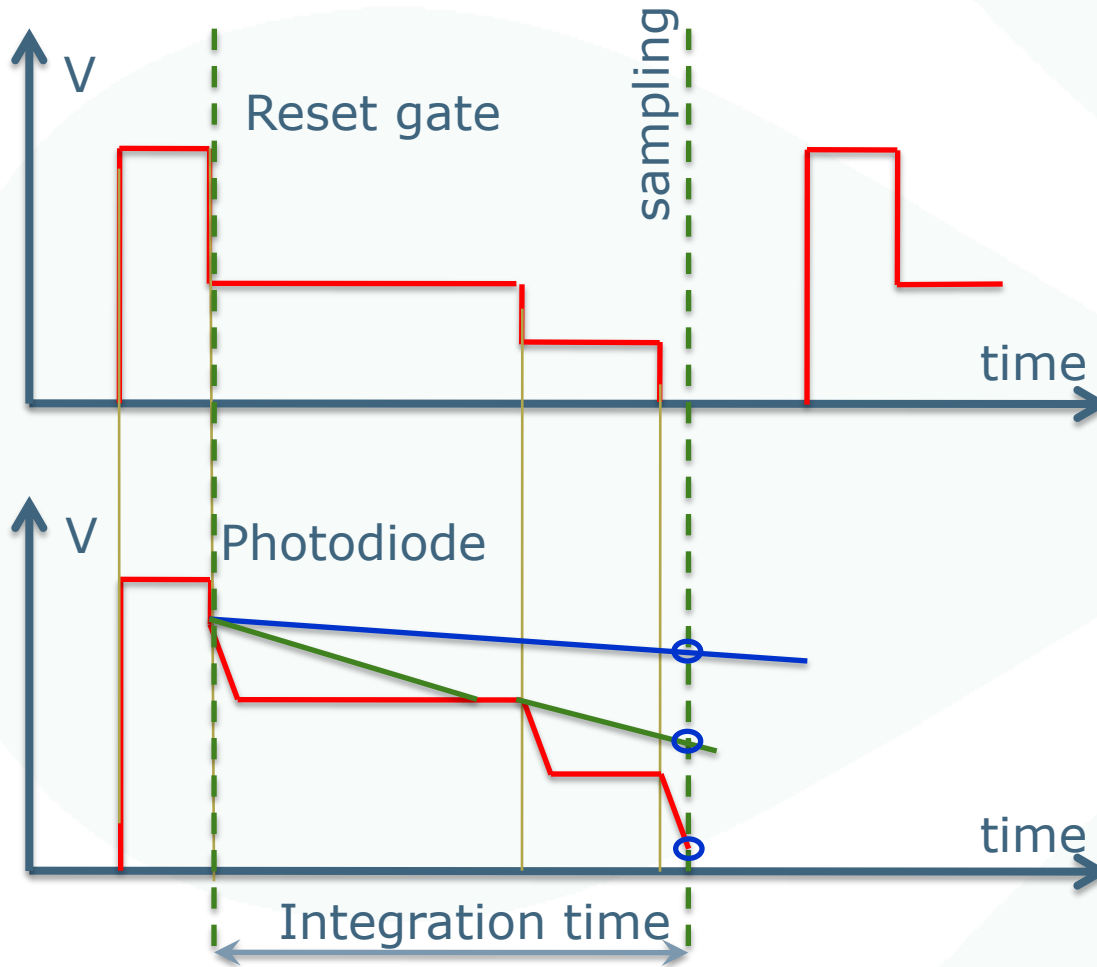 V
Reset gate
sampling
time
V
Photodiode
time
Integration time